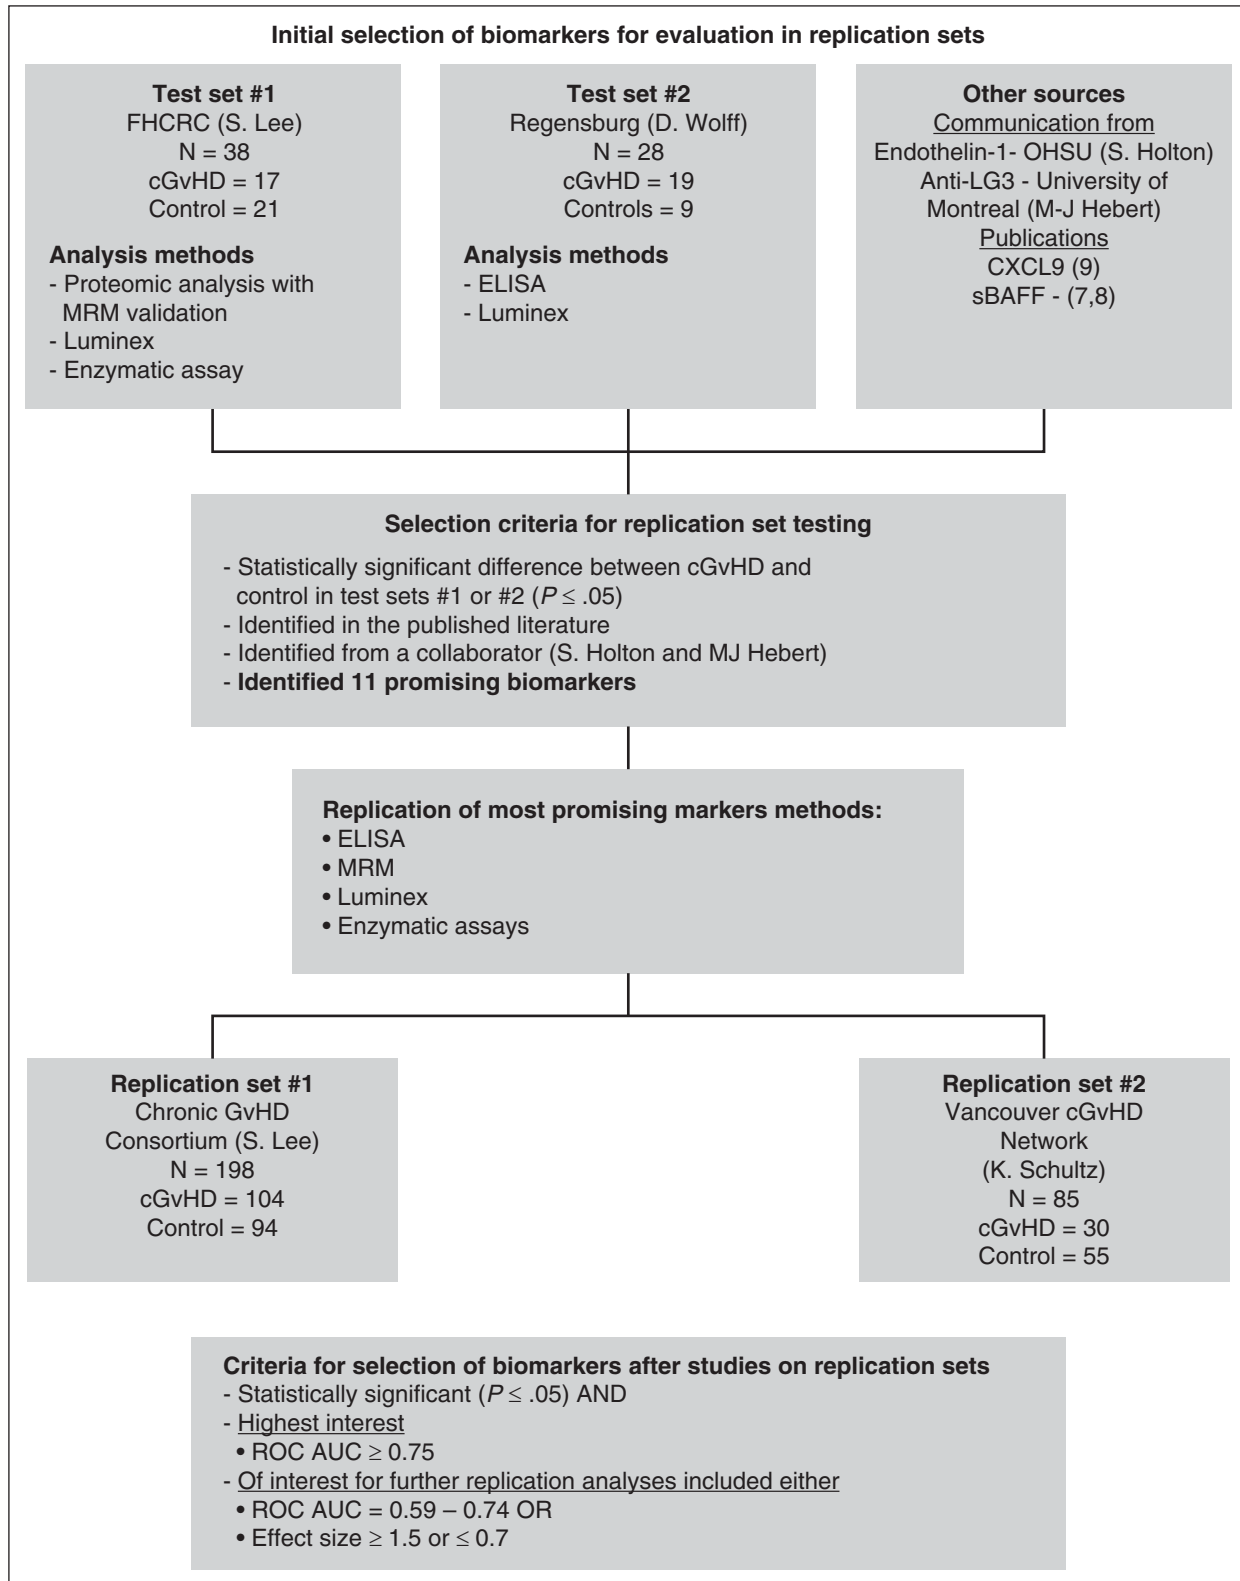 Initial selection of biomarkers for evaluation in replication sets
Test set #1
FHCRC (S. Lee)
N = 38
cGvHD = 17
Control = 21
Analysis methods
- Proteomic analysis with
MRM validation
- Luminex
- Enzymatic assay
Test set #2
Regensburg (D. Wolff)
N = 28
cGvHD = 19
Controls = 9
Analysis methods
- ELISA
- Luminex
Other sources
Communication from
Endothelin-1- OHSU (S. Holton)
Anti-LG3 - University of
Montreal (M-J Hebert)
Publications
CXCL9 (9)
sBAFF - (7,8)
Selection criteria for replication set testing
- Statistically significant difference between cGvHD and
control in test sets #1 or #2 (P ≤ .05)
- Identified in the published literature
- Identified from a collaborator (S. Holton and MJ Hebert)
- Identified 11 promising biomarkers
Replication of most promising markers methods:
• ELISA
• MRM
• Luminex
• Enzymatic assays
Replication set #1
Chronic GvHD
Consortium (S. Lee)
N = 198
cGvHD = 104
Control = 94
Replication set #2
Vancouver cGvHD
Network
(K. Schultz)
N = 85
cGvHD = 30
Control = 55
Criteria for selection of biomarkers after studies on replication sets
- Statistically significant (P ≤ .05) AND
- Highest interest
• ROC AUC ≥ 0.75
- Of interest for further replication analyses included either
• ROC AUC = 0.59 – 0.74 OR
• Effect size ≥ 1.5 or ≤ 0.7